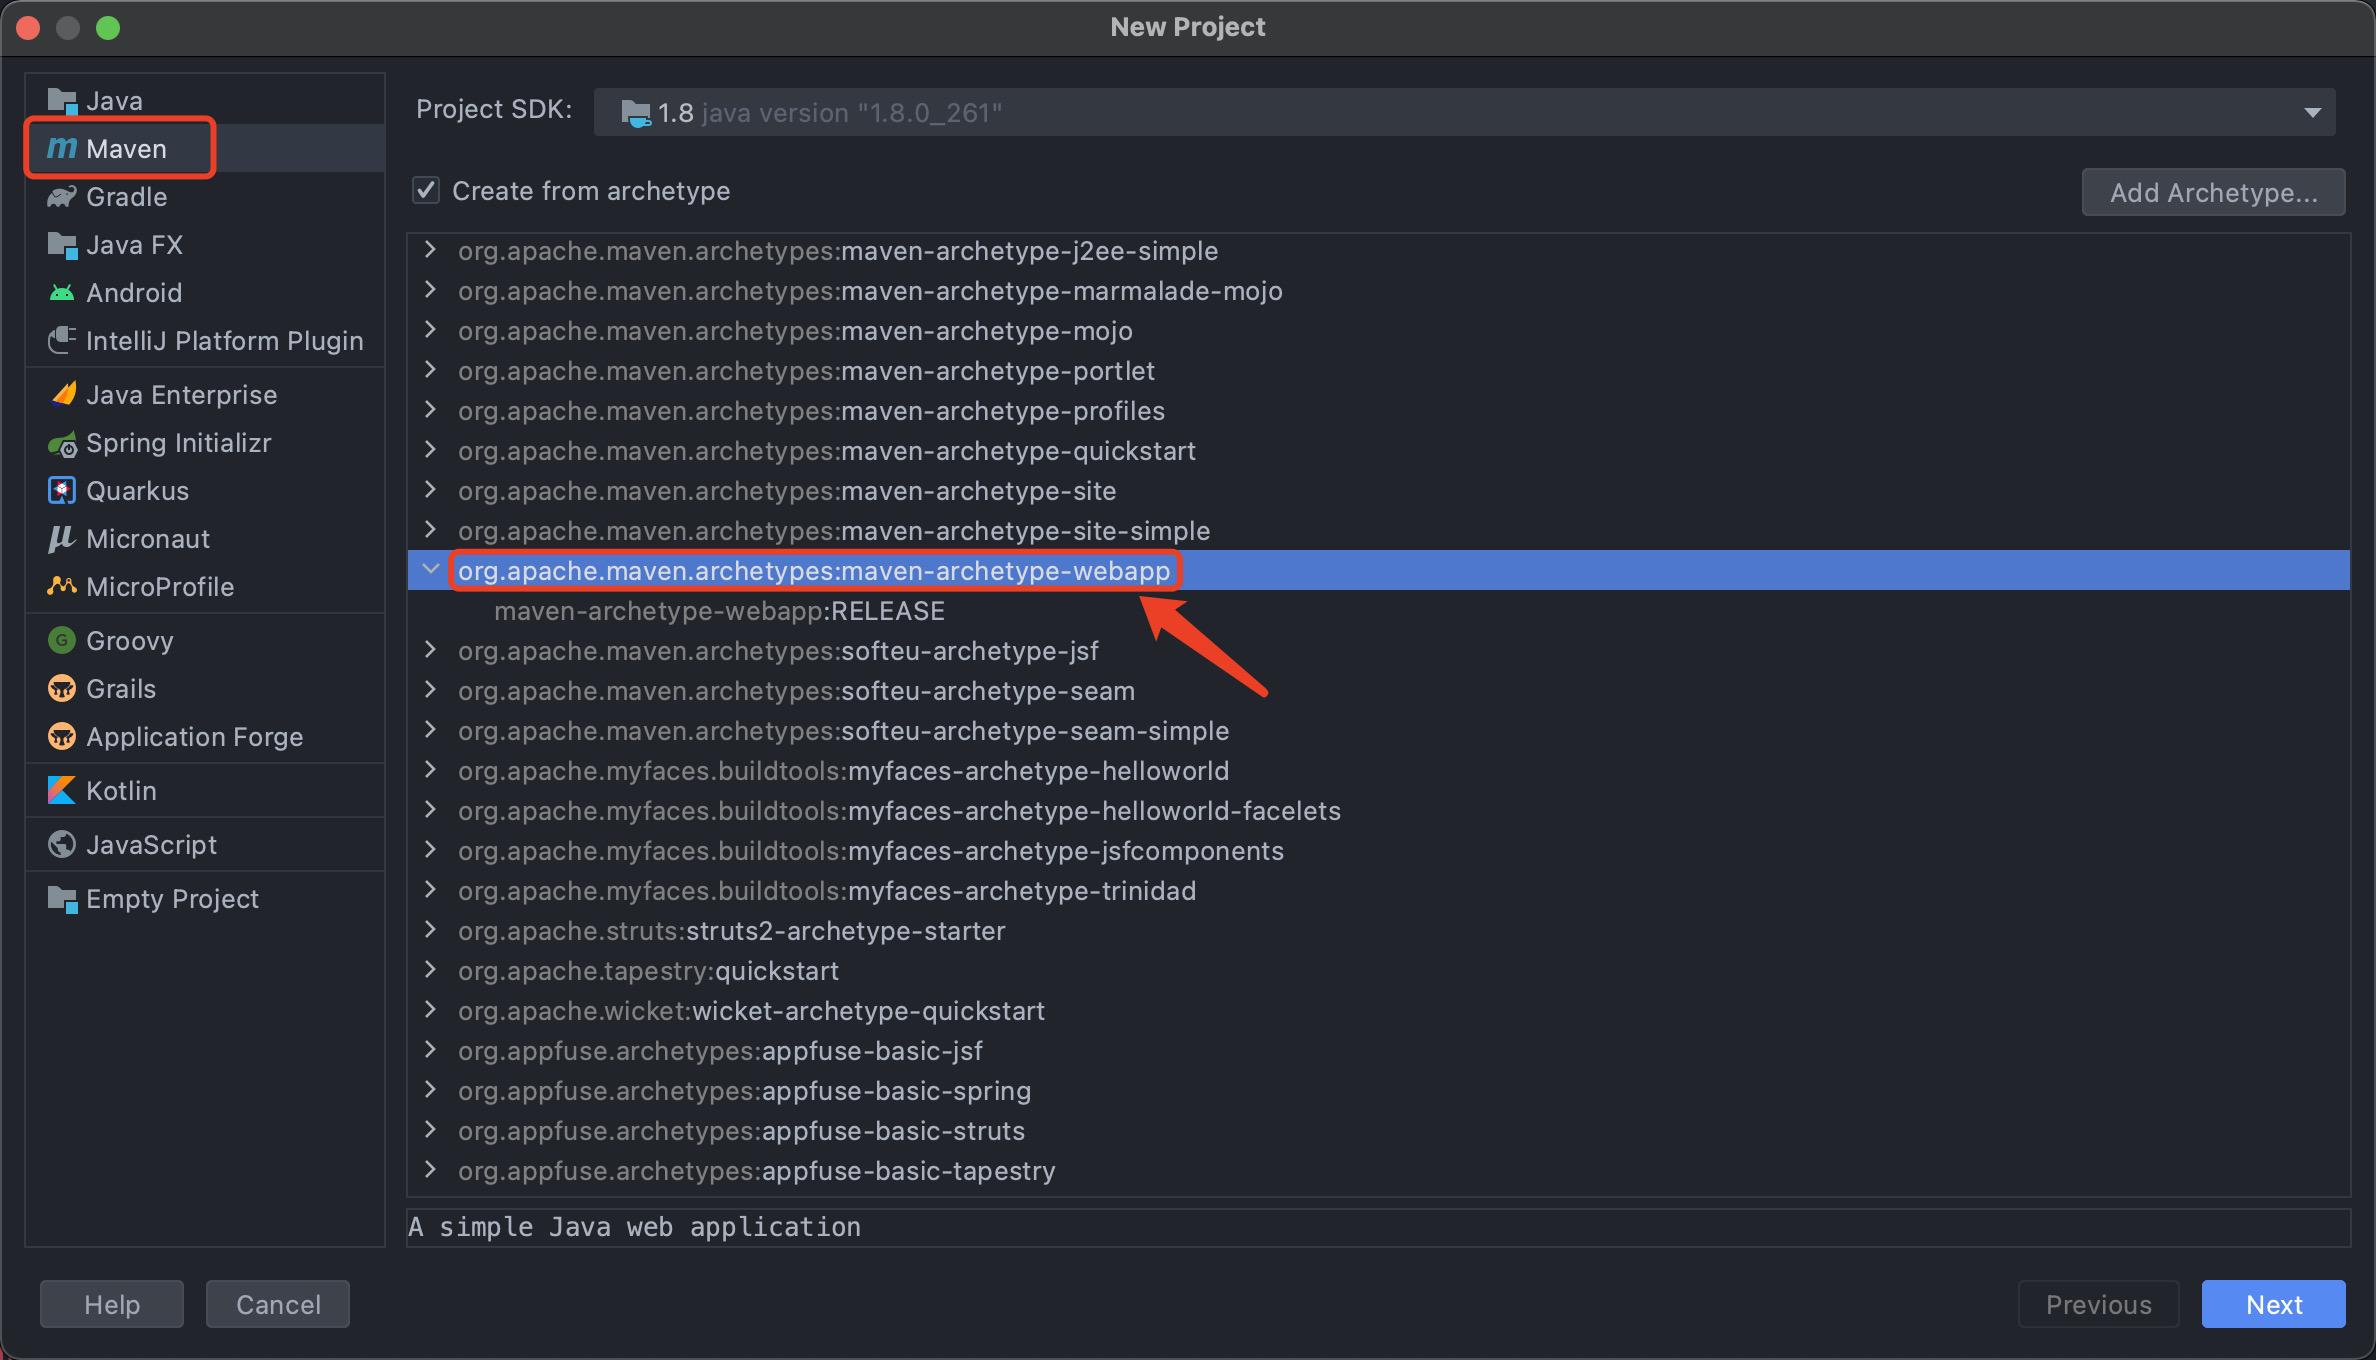 New Project
Java
Maven
Gradle
Java FX
Android
IntelliJ Platform Plugin
Java Enterprise
Spring Initializr
Quarkus
Micronaut
MicroProfile
G Groovy
Grails
Application Forge
Kotlin
JavaScript
Empty Project
Project SDK: 1.8 java version "1.8.0_261"
Create from archetype
Add Archetype...
org.apache.maven.archetypes:maven-archetype-j2ee-simple
org.apache.maven.archetypes:maven-archetype-marmalade-mojo
org.apache.maven.archetypes:maven-archetype-mojo
org.apache.maven.archetypes:maven-archetype-portlet
org.apache.maven.archetypes:maven-archetype-profiles
org.apache.maven.archetypes:maven-archetype-quickstart
org.apache.maven.archetypes:maven-archetype-site
org.apache.maven.archetypes:maven-archetype-site-simple
org.apache.maven.archetypes:maven-archetype-webapp
maven-archetype-webapp:RELEASE
org.apache.maven.archetypes:softeu-archetype-jsf
org.apache.maven.archetypes:softeu-archetype-seam
org.apache.maven.archetypes:softeu-archetype-seam-simple
org.apache.myfaces.buildtools:myfaces-archetype-helloworld
org.apache.myfaces.buildtools:myfaces-archetype-helloworld-facelets
org.apache.myfaces.buildtools:myfaces-archetype-jsfcomponents
org.apache.myfaces.buildtools:myfaces-archetype-trinidad
org.apache.struts:struts2-archetype-starter
org.apache.tapestry:quickstart
org.apache.wicket:wicket-archetype-quickstart
org.appfuse.archetypes:appfuse-basic-jsf
org.appfuse.archetypes:appfuse-basic-spring
org.appfuse.archetypes:appfuse-basic-struts
org.appfuse.archetypes:appfuse-basic-tapestry
A simple Java web application
Help
Cancel
Previous
Next